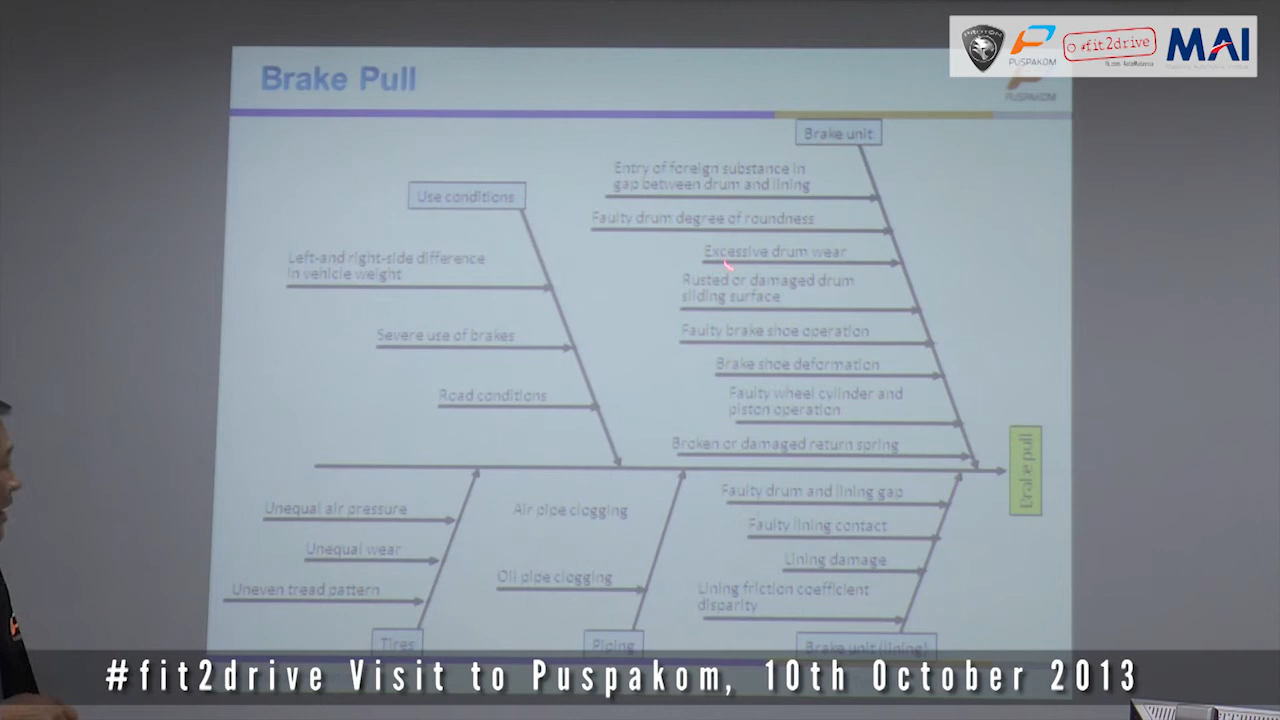 PROTON
PUSPAKOM
#fit2drive
MAI
Brake Pull
PUSPAKOM
Brake unit
Entry of foreign substance in
gap between drum and lining
Use conditions
Faulty drum degree of roundness
Excessive drum wear
Left-and right-side difference
in vehicle weight
Rusted or damaged drum
sliding surface
Severe use of brakes
Faulty brake shoe operation
Brake shoe deformation
Road conditions
Faulty wheel cylinder and
piston operation
Broken or damaged return spring
Brake pull
Faulty drum and lining gap
Unequal air pressure
Air pipe clogging
Faulty lining contact
Unequal wear
Lining damage
Oil pipe clogging
Uneven tread pattern
Lining friction coefficient
disparity
Tires
Piping
Brake unit (lining)
#fit2drive Visit to Puspakom, 10th October 2013